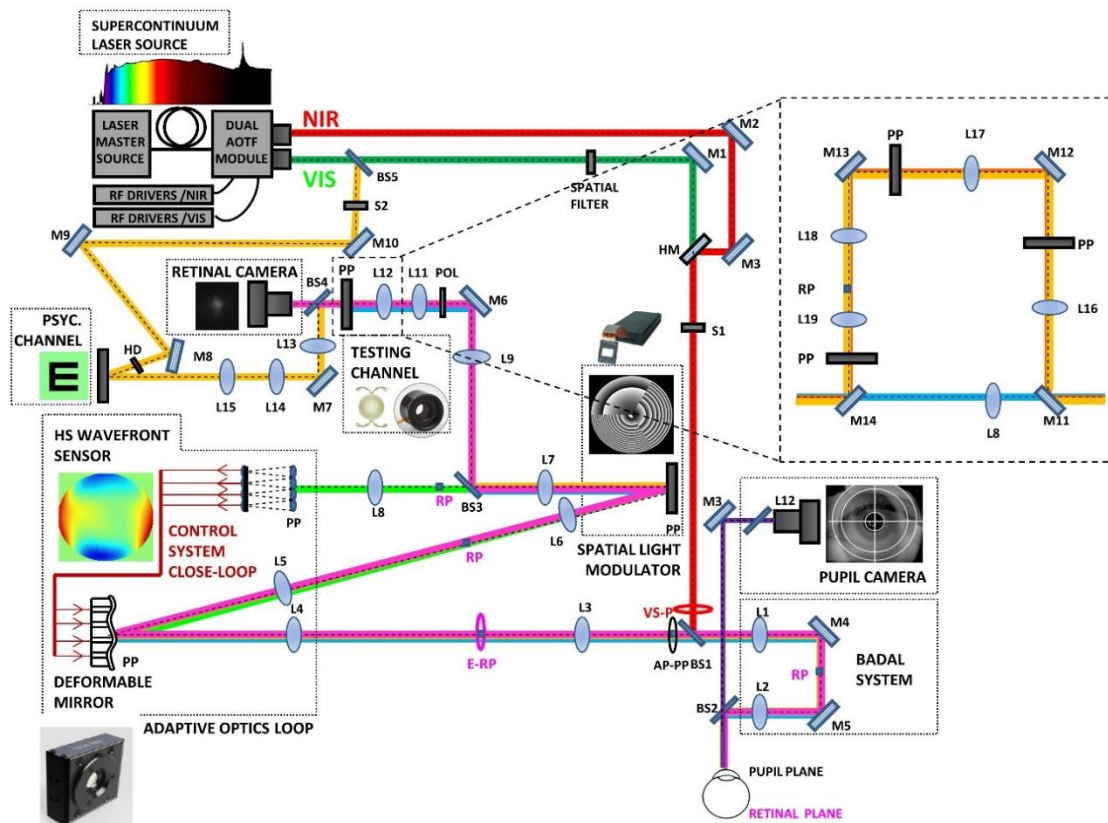 SUPERCONTINUUM
LASER SOURCE
LASER
MASTER
SOURCE
DUAL
AOTF
MODULE
NIR
VIS
RF DRIVERS /NIR
RF DRIVERS /VIS
BS5
S2
M9
M10
SPATIAL
FILTER
M1
M2
HM
M3
S1
RETINAL CAMERA
BS4
PP
L12
L11
POL
M6
PSYC.
CHANNEL
E
HD
M8
L13
L15
L14
M7
TESTING
CHANNEL
L9
M13
PP
L17
M12
L18
PP
RP
L19
L16
PP
M14
L8
M11
HS WAVEFRONT
SENSOR
PP
L8
RP
BS3
L7
L6
PP
SPATIAL LIGHT
MODULATOR
CONTROL
SYSTEM
CLOSE-LOOP
RP
L5
L4
PP
DEFORMABLE
MIRROR
E-RP
L3
VS-P
AP-PP
BS1
L1
M4
RP
BADAL
SYSTEM
BS2
L2
M5
M3
L12
PUPIL CAMERA
ADAPTIVE OPTICS LOOP
PUPIL PLANE
RETINAL PLANE